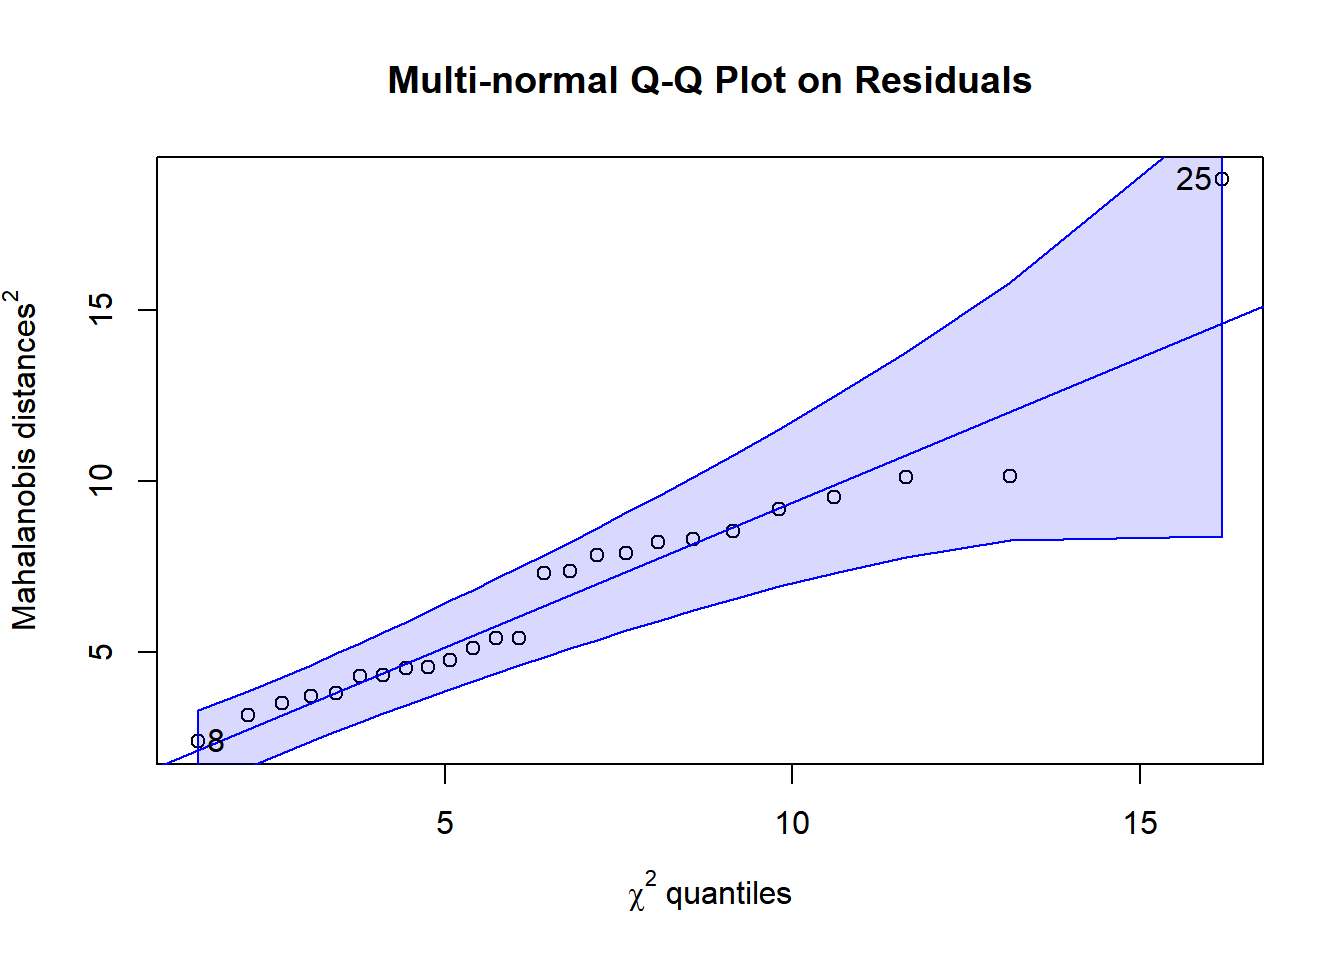 Multi-normal Q-Q Plot on Residuals
Mahalanobis distances²
15
10
5
25
8
5 10 15
χ² quantiles